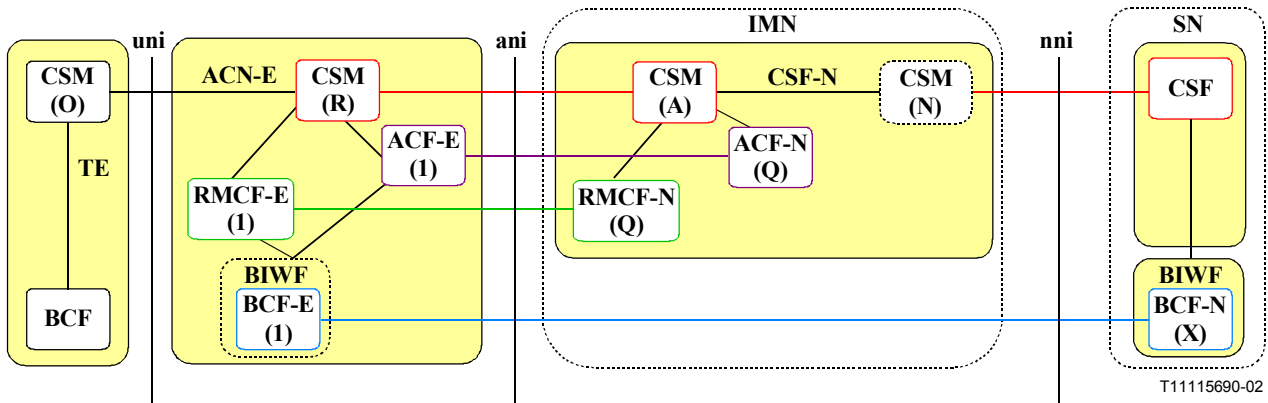 IMN
SN
uni
ani
nni
CSM
(O)
ACN-E
CSM
(R)
CSM
(A)
CSF-N
CSM
(N)
CSF
TE
ACF-E
(1)
ACF-N
(Q)
RMCF-E
(1)
RMCF-N
(Q)
BIWF
BIWF
BCF
BCF-E
(1)
BCF-N
(X)
T11115690-02